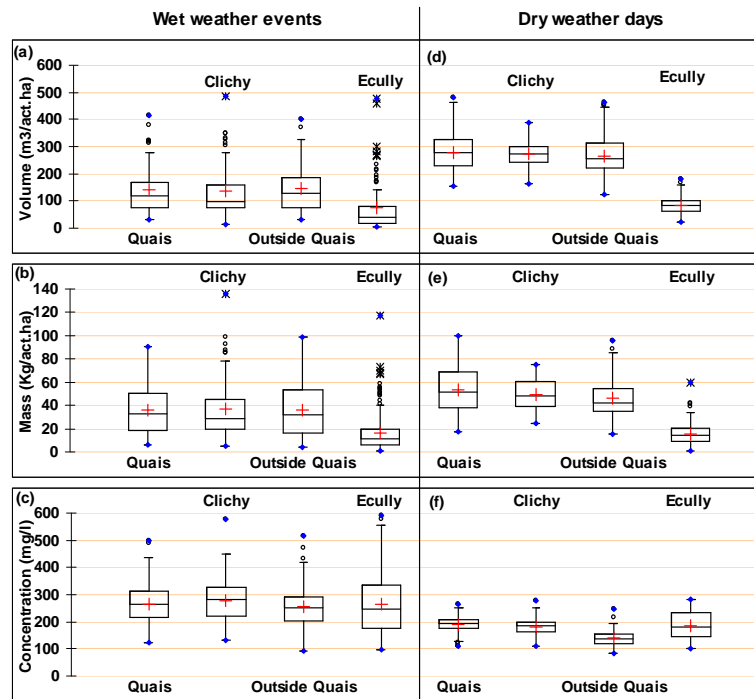 Wet weather events Dry weather days
(a) (d)
Volume (m3/act.ha)
600
500
400
300
200
100
0
Clichy Ecully
Quais Outside Quais
Clichy Ecully
Quais Outside Quais
(b) (e)
Mass (Kg/act.ha)
140
120
100
80
60
40
20
0
Clichy Ecully
Quais Outside Quais
Clichy Ecully
Quais Outside Quais
(c) (f)
Concentration (mg/l)
600
500
400
300
200
100
0
Clichy Ecully
Quais Outside Quais
Clichy Ecully
Quais Outside Quais